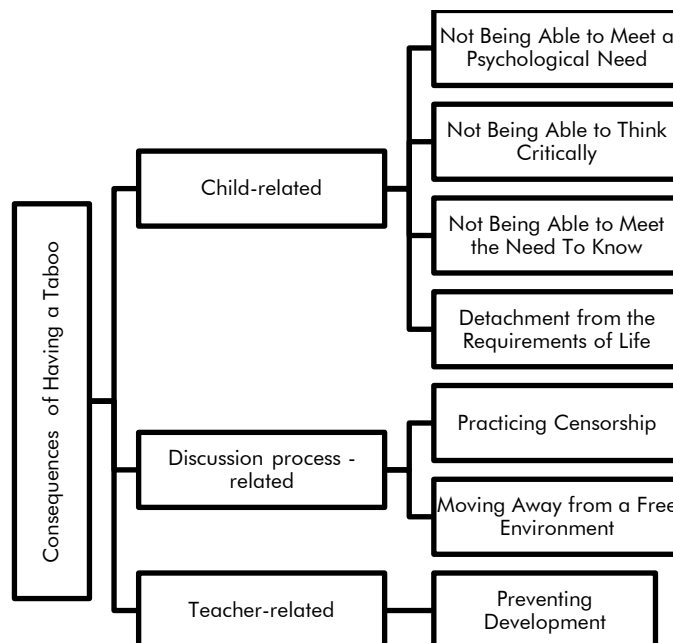 Consequences of Having a Taboo
Child-related
Not Being Able to Meet a
Psychological Need
Not Being Able to Think
Critically
Not Being Able to Meet
the Need To Know
Detachment from the
Requirements of Life
Discussion process -
related
Practicing Censorship
Moving Away from a Free
Environment
Teacher-related
Preventing
Development